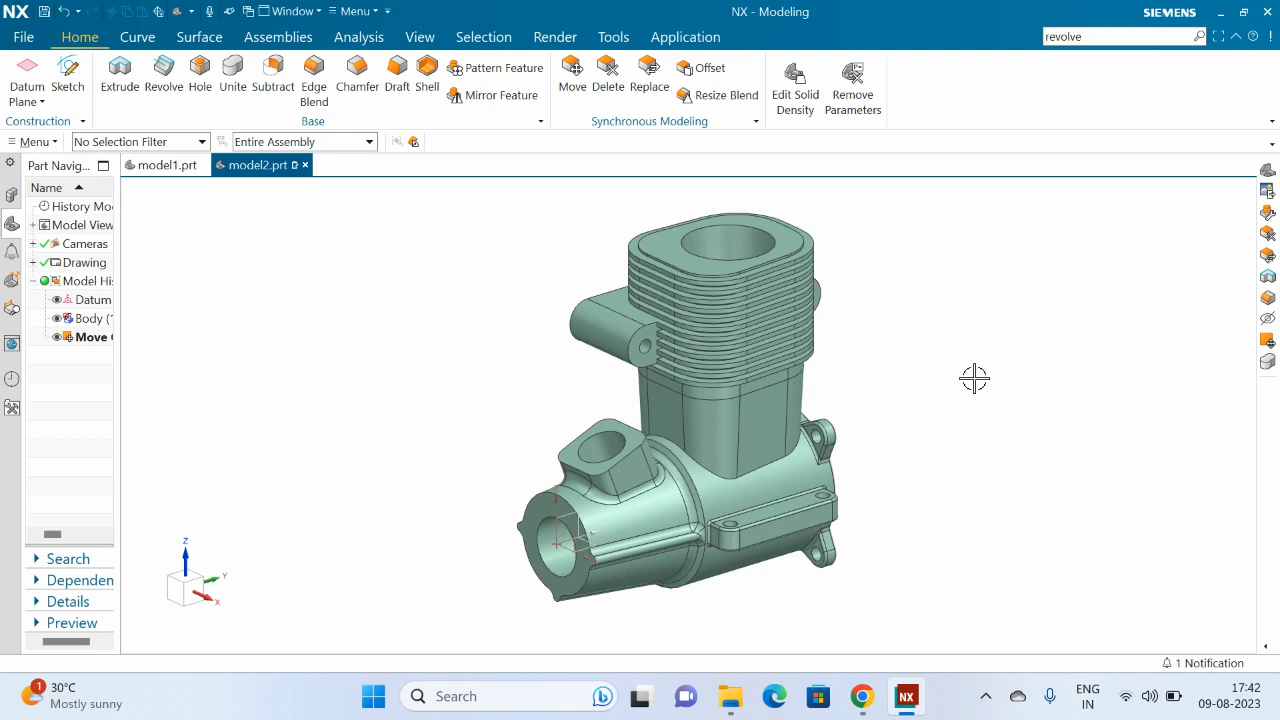 NX Window Menu NX - Modeling SIEMENS
File Home Curve Surface Assemblies Analysis View Selection Render Tools Application revolve
Datum Plane Sketch Extrude Revolve Hole Unite Subtract Edge Blend Chamfer Draft Shell Pattern Feature Mirror Feature Move Delete Replace Offset Resize Blend Edit Solid Density Remove Parameters
Construction Base Synchronous Modeling
Menu No Selection Filter Entire Assembly
Part Navig... model1.prt model2.prt
Name
History Mo
Model View
Cameras
Drawing
Model His
Datum
Body (
Move
Z
Y
X
Search
Dependen
Details
Preview
1 Notification
1 30°C
Mostly sunny
Search
NX
ENG
IN
17:42
09-08-2023